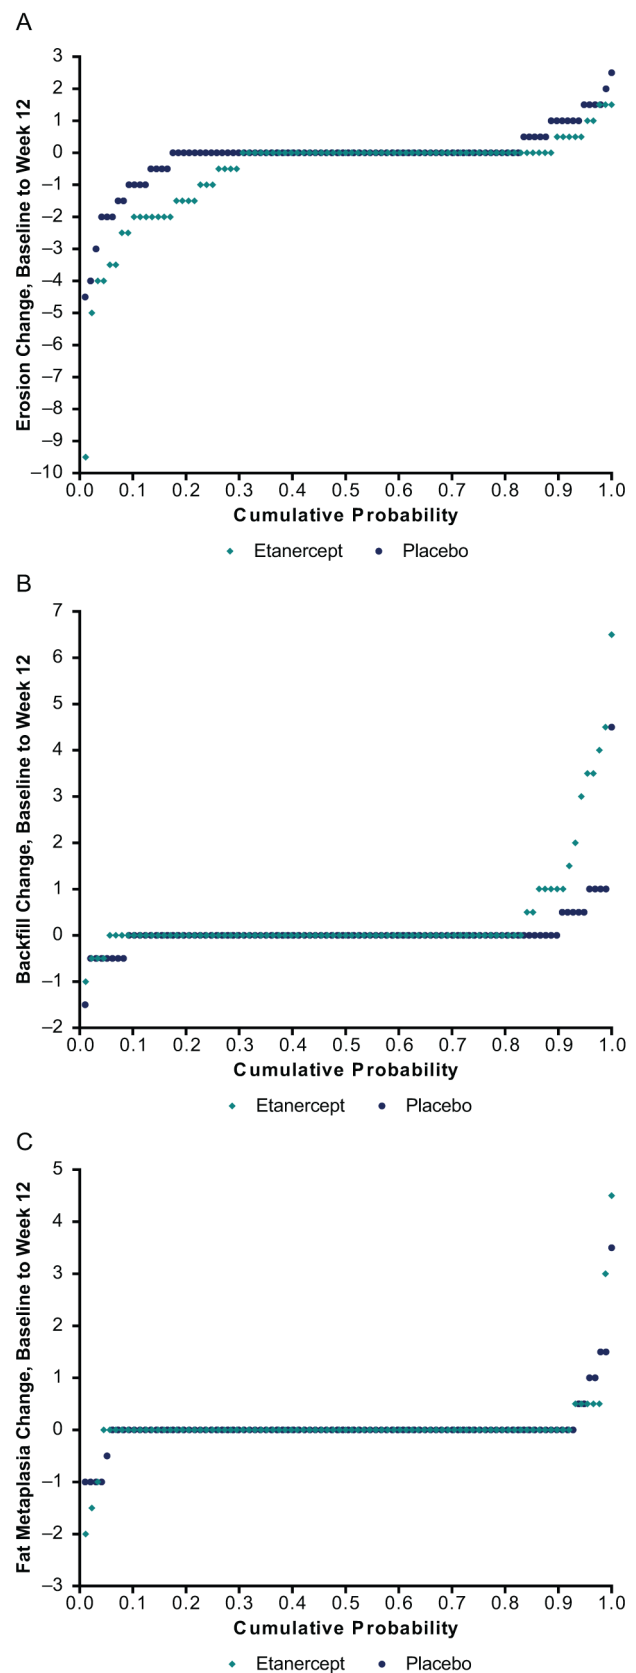 A
Erosion Change, Baseline to Week 12
3
2
1
0
–1
–2
–3
–4
–5
–6
–7
–8
–9
–10
0.0 0.1 0.2 0.3 0.4 0.5 0.6 0.7 0.8 0.9 1.0
Cumulative Probability
Etanercept Placebo
B
Backfill Change, Baseline to Week 12
7
6
5
4
3
2
1
0
–1
–2
0.0 0.1 0.2 0.3 0.4 0.5 0.6 0.7 0.8 0.9 1.0
Cumulative Probability
Etanercept Placebo
C
Fat Metaplasia Change, Baseline to Week 12
5
4
3
2
1
0
–1
–2
–3
0.0 0.1 0.2 0.3 0.4 0.5 0.6 0.7 0.8 0.9 1.0
Cumulative Probability
Etanercept Placebo